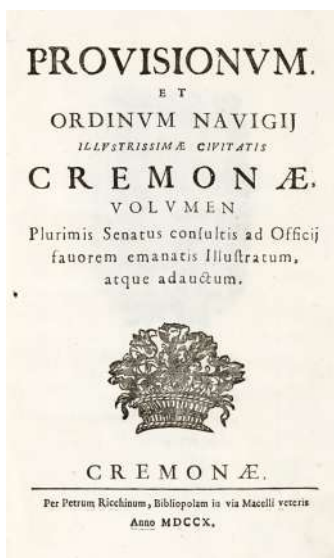 PROVISIONVM.
ET
ORDINVM NAVIGIJ
ILLVSTRISSIMÆ CIVITATIS
CREMONÆ,
VOLVMEN
Plurimis Senatus conſultis ad Officij
fauorem emanatis Illuſtratum,
atque adauctum.
CREMONÆ.
Per Petrum Ricchinum, Bibliopolam in via Macelli veteris
Anno MDCCX.